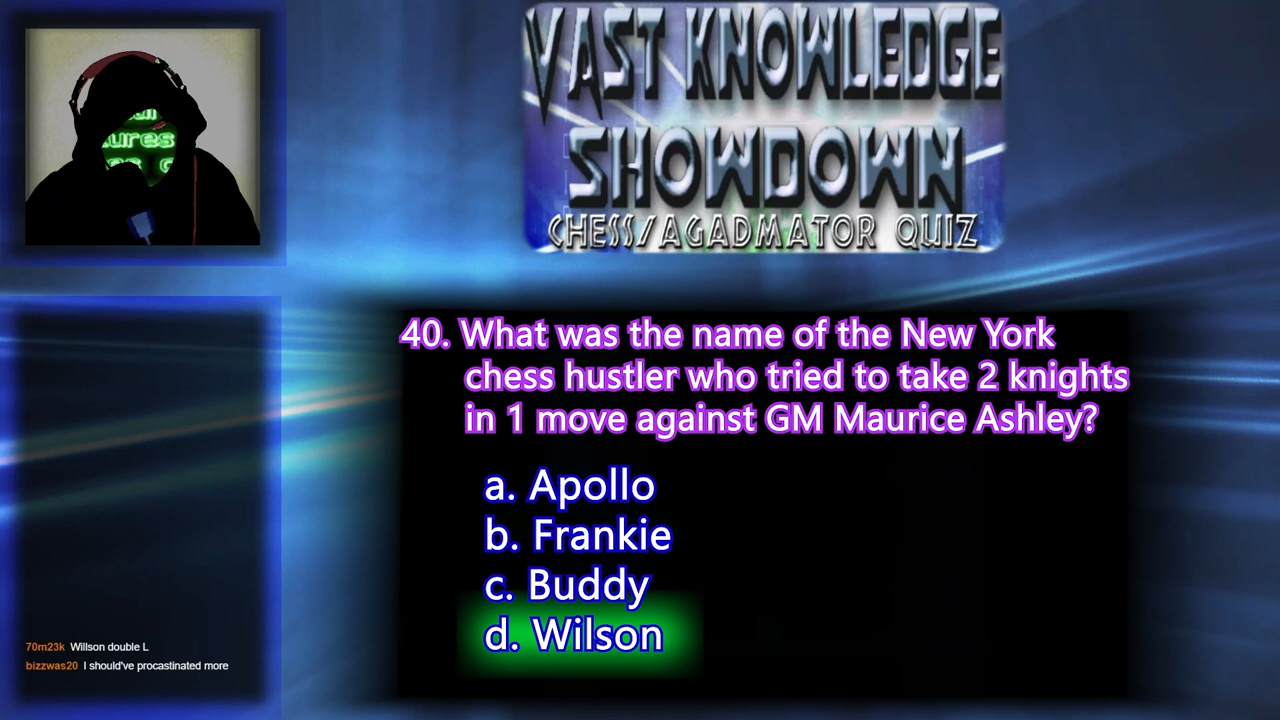 VAST KNOWLEDGE
SHOWDOWN
CHESS/AGADMATOR QUIZ
ures
40. What was the name of the New York
chess hustler who tried to take 2 knights
in 1 move against GM Maurice Ashley?
a. Apollo
b. Frankie
c. Buddy
d. Wilson
70m23k Willson double L
bizzwas20 I should've procastinated more